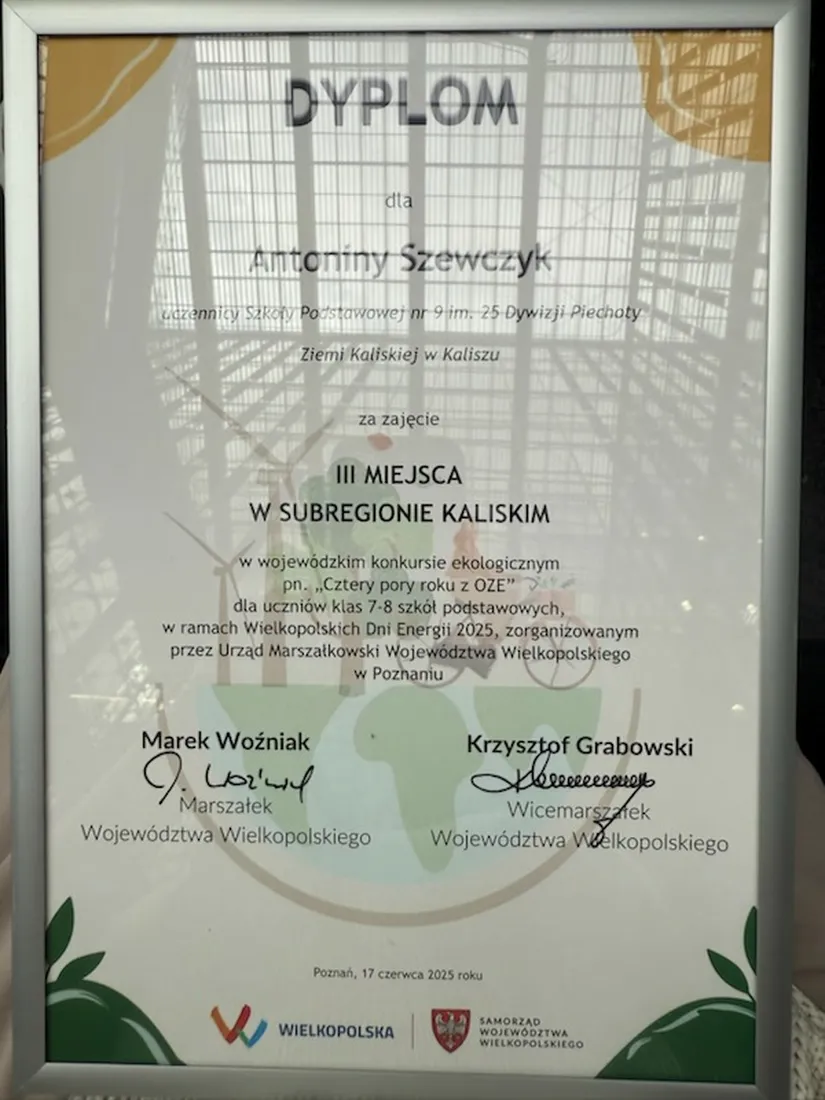 DYPLOM
dla
Antoniny Szewczyk
uczennicy Szkoły Podstawowej nr 9 im. 25 Dywizji Piechoty
Ziemi Kaliskiej w Kaliszu
za zajęcie
III MIEJSCA
W SUBREGIONIE KALISKIM
w wojewódzkim konkursie ekologicznym
pn. „Cztery pory roku z OZE”
dla uczniów klas 7-8 szkół podstawowych,
w ramach Wielkopolskich Dni Energii 2025, zorganizowanym
przez Urząd Marszałkowski Województwa Wielkopolskiego
w Poznaniu
Marek Woźniak
Marszałek
Województwa Wielkopolskiego
Krzysztof Grabowski
Wicemarszałek
Województwa Wielkopolskiego
Poznań, 17 czerwca 2025 roku
WIELKOPOLSKA
SAMORZĄD
WOJEWÓDZTWA
WIELKOPOLSKIEGO